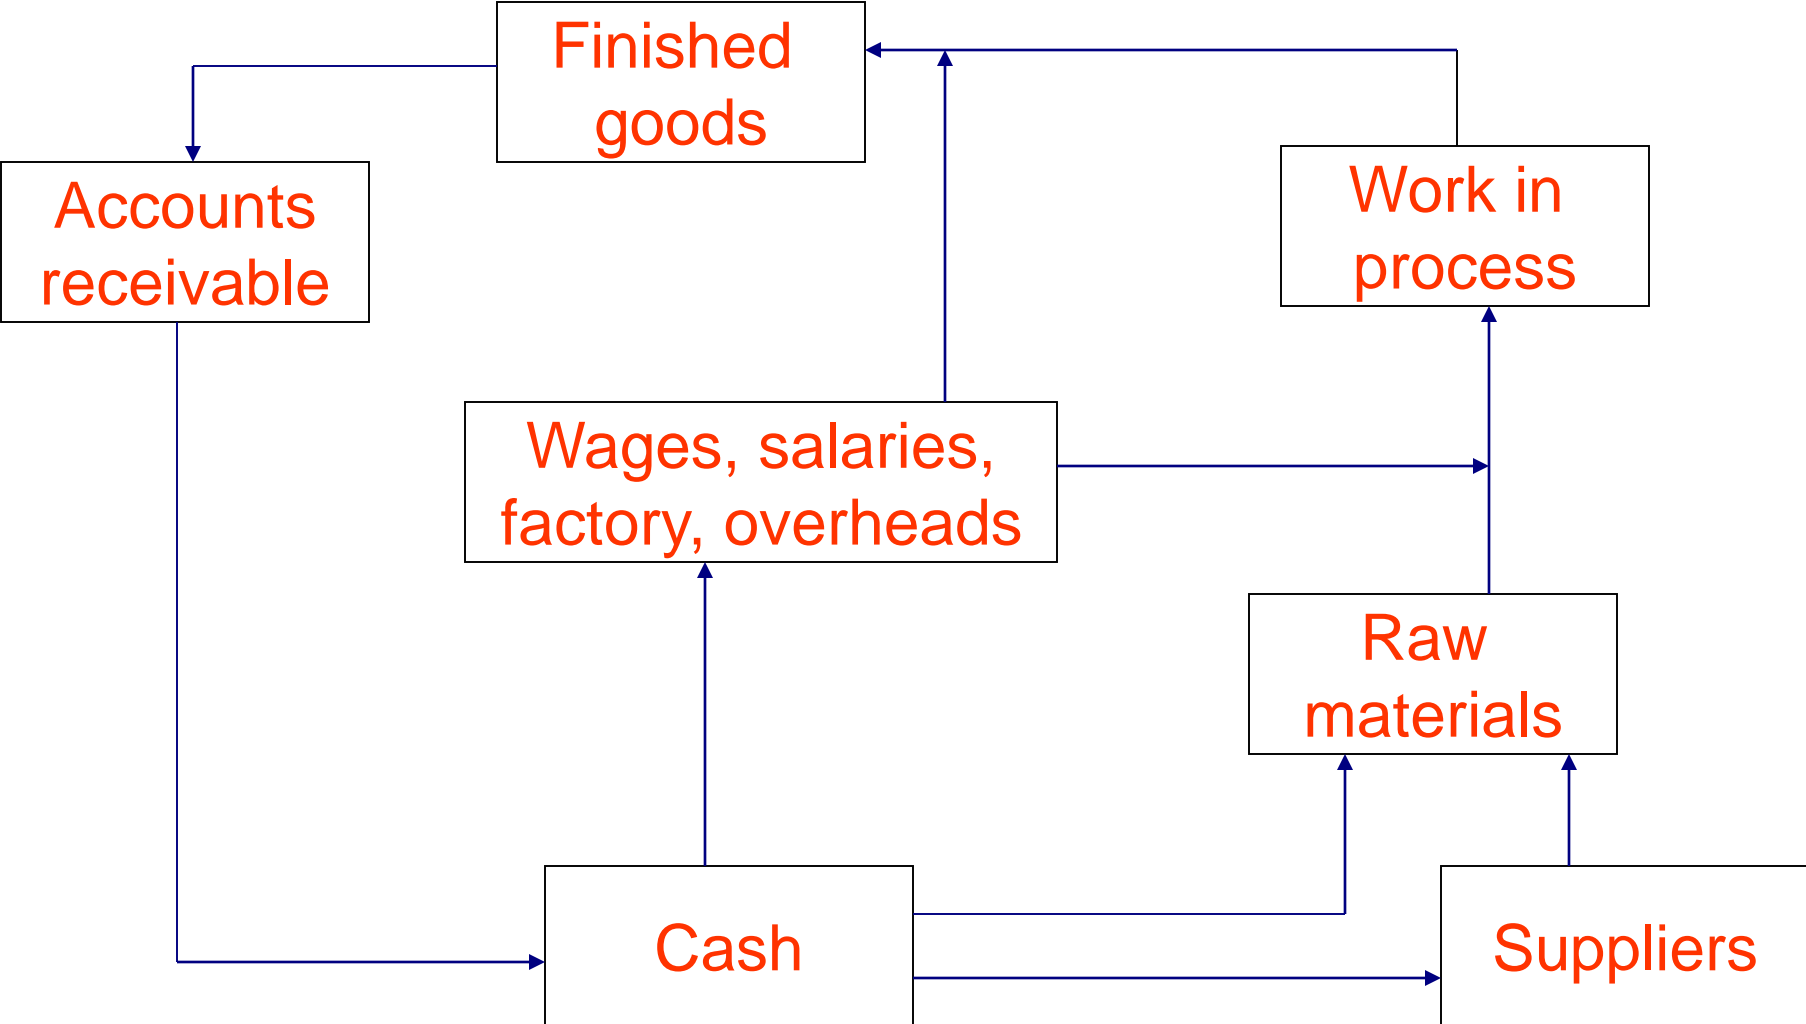 Finished
goods
Accounts
receivable
Work in
process
Wages, salaries,
factory, overheads
Raw
materials
Cash
Suppliers